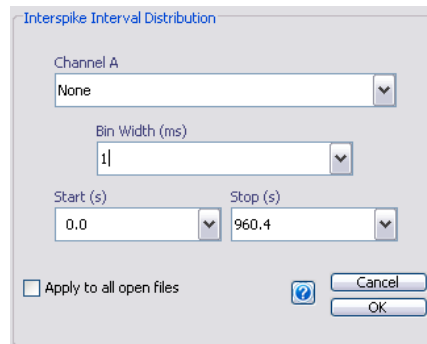 Interspike Interval Distribution
Channel A
None
Bin Width (ms)
1
Start (s) Stop (s)
0.0 960.4
Apply to all open files
?
Cancel
OK